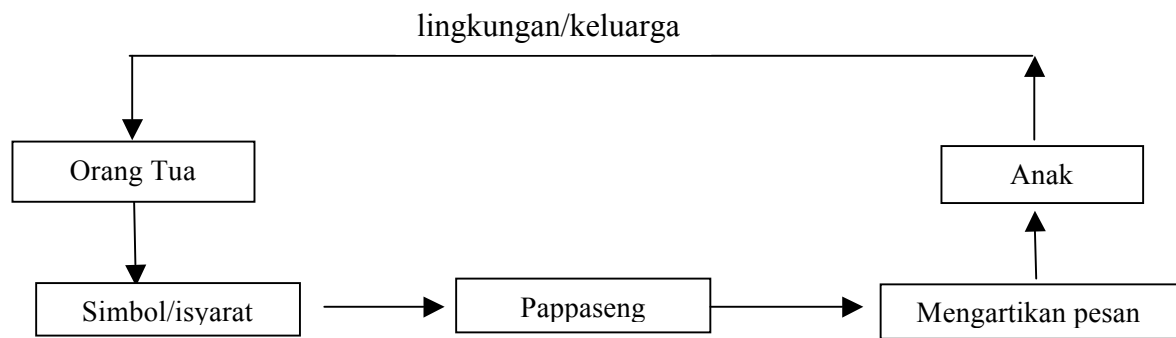 lingkungan/keluarga
Orang Tua
Anak
Simbol/isyarat
Pappaseng
Mengartikan pesan